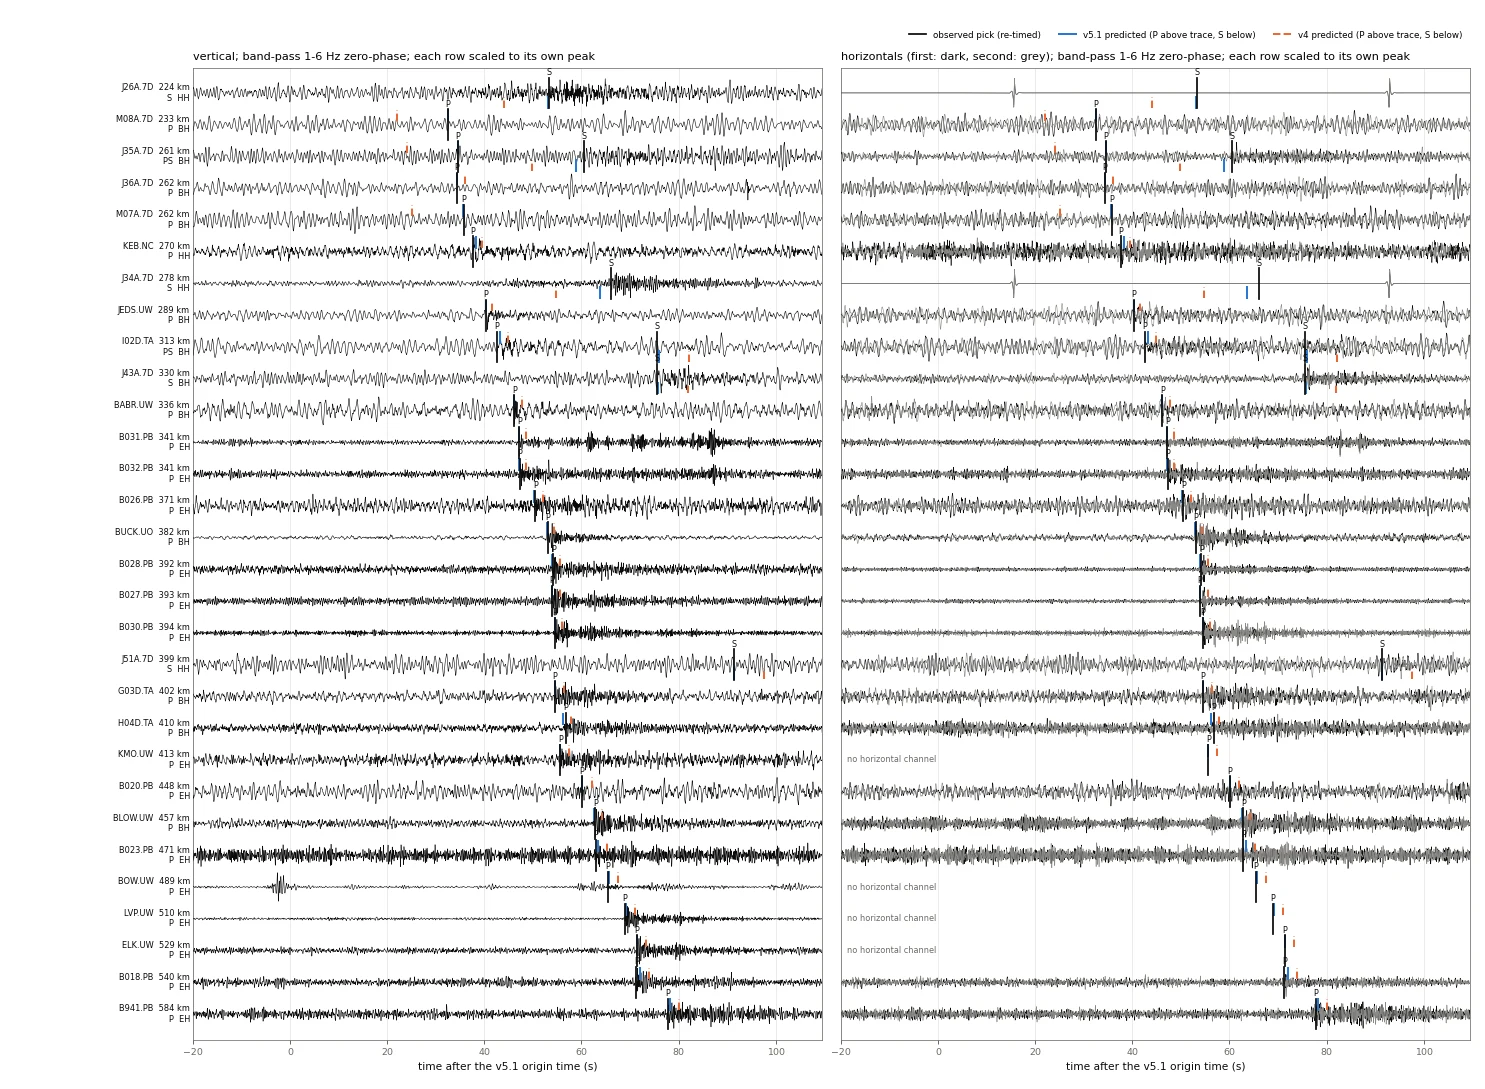 observed pick (re-timed)
v5.1 predicted (P above trace, S below)
v4 predicted (P above trace, S below)
vertical; band-pass 1-6 Hz zero-phase; each row scaled to its own peak
horizontals (first: dark, second: grey); band-pass 1-6 Hz zero-phase; each row scaled to its own peak
J26A.7D 224 km
S HH
M08A.7D 233 km
P BH
J35A.7D 261 km
PS BH
J36A.7D 262 km
P BH
M07A.7D 262 km
P BH
KEB.NC 270 km
P HH
J34A.7D 278 km
S HH
JEDS.UW 289 km
P BH
I02D.TA 313 km
PS BH
J43A.7D 330 km
S BH
BABR.UW 336 km
P BH
B031.PB 341 km
P EH
B032.PB 341 km
P EH
B026.PB 371 km
P EH
BUCK.UO 382 km
P BH
B028.PB 392 km
P EH
B027.PB 393 km
P EH
B030.PB 394 km
P EH
J51A.7D 399 km
S HH
G03D.TA 402 km
P BH
H04D.TA 410 km
P BH
KMO.UW 413 km
P EH
no horizontal channel
B020.PB 448 km
P EH
BLOW.UW 457 km
P BH
B023.PB 471 km
P EH
BOW.UW 489 km
P EH
no horizontal channel
LVP.UW 510 km
P EH
no horizontal channel
ELK.UW 529 km
P EH
no horizontal channel
B018.PB 540 km
P EH
B941.PB 584 km
P EH
−20 0 20 40 60 80 100
−20 0 20 40 60 80 100
time after the v5.1 origin time (s)
time after the v5.1 origin time (s)